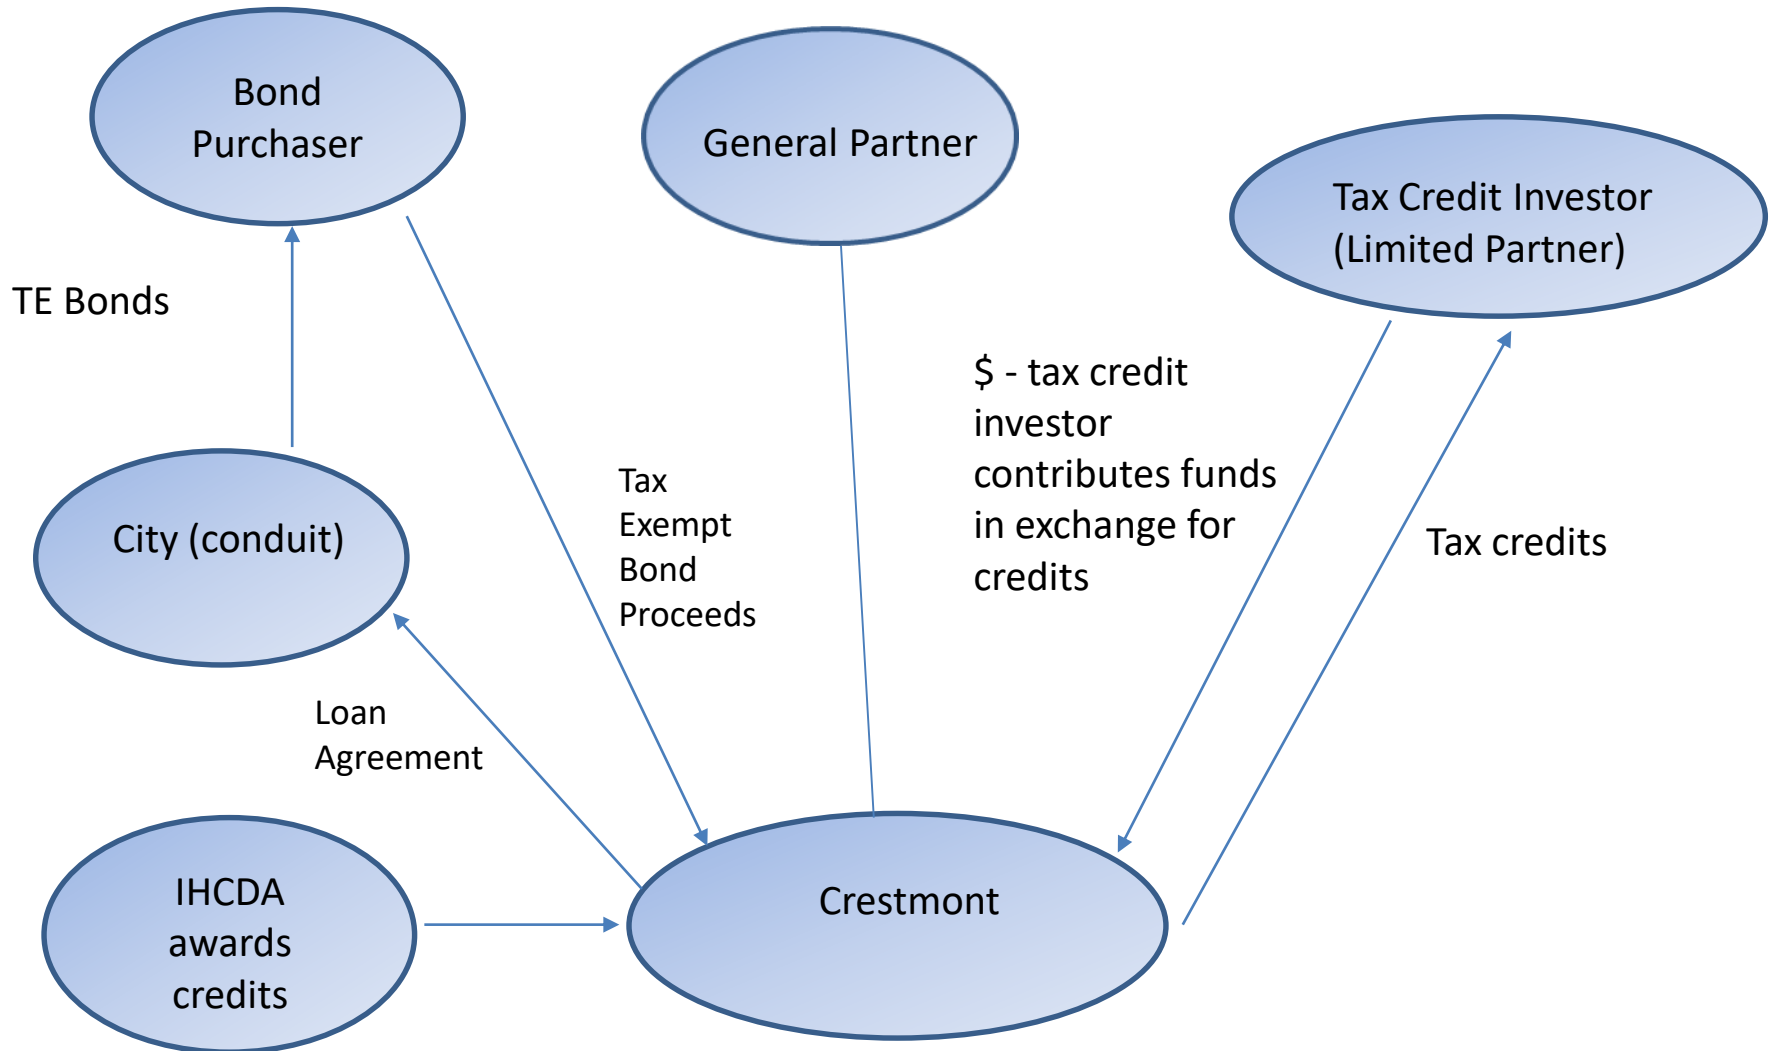 Bond
Purchaser
General Partner
Tax Credit Investor
(Limited Partner)
TE Bonds
$ - tax credit
investor
contributes funds
in exchange for
credits
Tax
Exempt
Bond
Proceeds
City (conduit)
Tax credits
Loan
Agreement
IHCDA
awards
credits
Crestmont